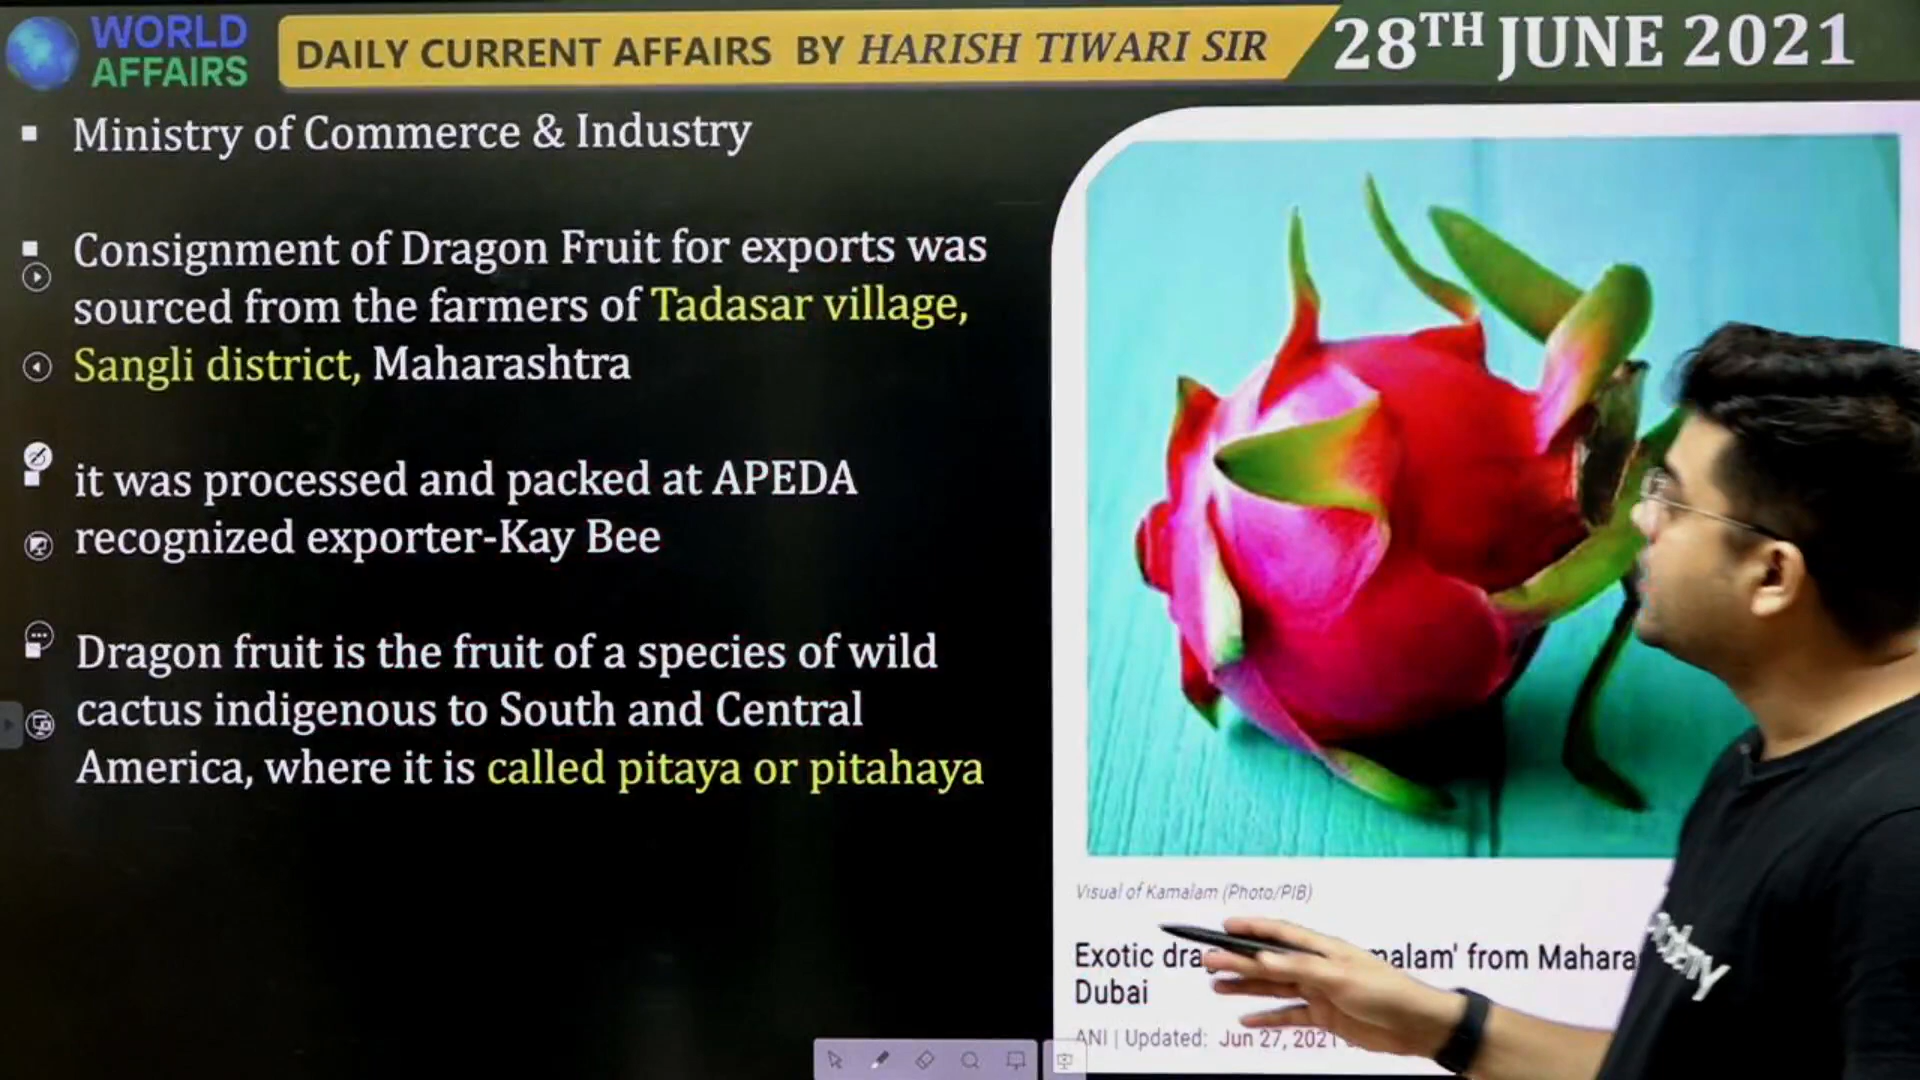 WORLD
AFFAIRS
DAILY CURRENT AFFAIRS BY HARISH TIWARI SIR
28TH JUNE 2021
Ministry of Commerce & Industry
Consignment of Dragon Fruit for exports was
sourced from the farmers of Tadasar village,
Sangli district, Maharashtra
it was processed and packed at APEDA
recognized exporter-Kay Bee
Dragon fruit is the fruit of a species of wild
cactus indigenous to South and Central
America, where it is called pitaya or pitahaya
Visual of Kamalam (Photo/PIB)
Exotic from
Dubai
ANI | Updated: Jun 27, 2021